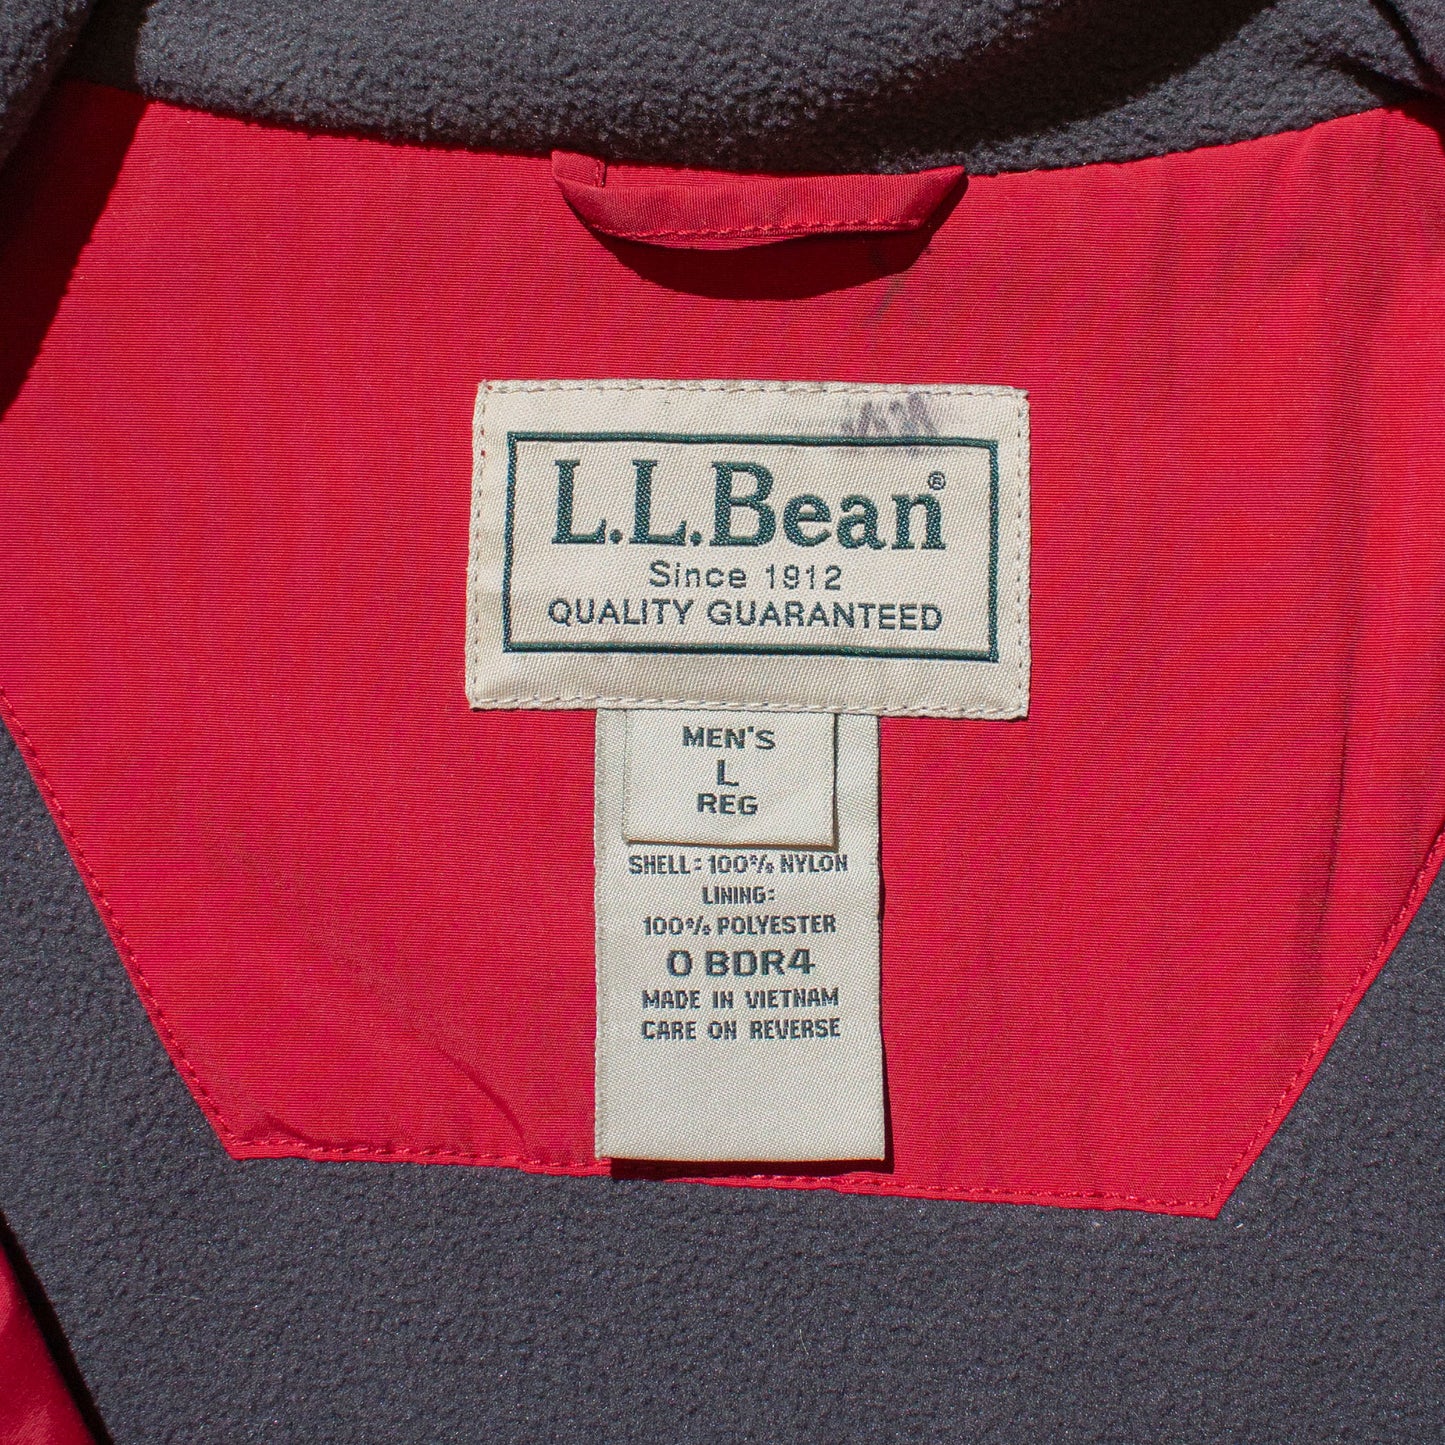 L.L.Bean®
Since 1912
QUALITY GUARANTEED
MEN'S
L
REG
SHELL: 100% NYLON
LINING:
100% POLYESTER
0 BDR4
MADE IN VIETNAM
CARE ON REVERSE